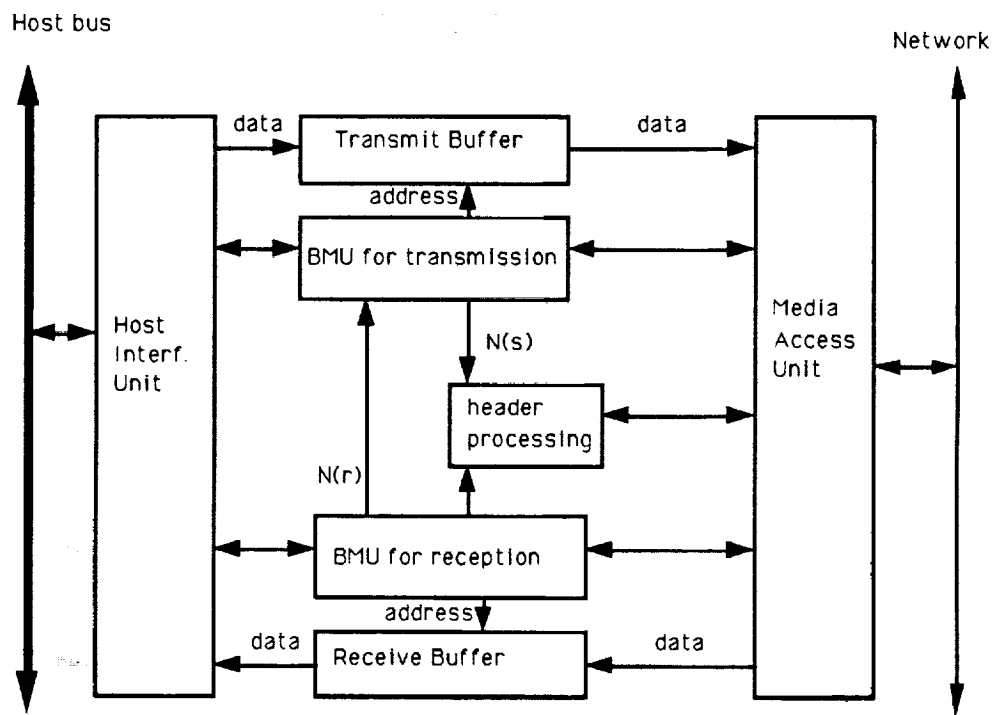 Host bus
Network
data
Transmit Buffer
data
address
BMU for transmission
Host
Interf.
Unit
Media
Access
Unit
N(s)
header
processing
N(r)
BMU for reception
address
data
Receive Buffer
data